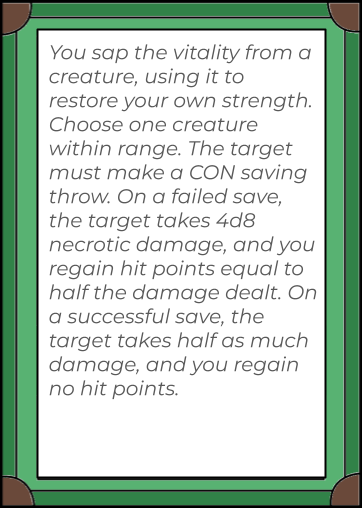 You sap the vitality from a
creature, using it to
restore your own strength.
Choose one creature
within range. The target
must make a CON saving
throw. On a failed save,
the target takes 4d8
necrotic damage, and you
regain hit points equal to
half the damage dealt. On
a successful save, the
target takes half as much
damage, and you regain
no hit points.